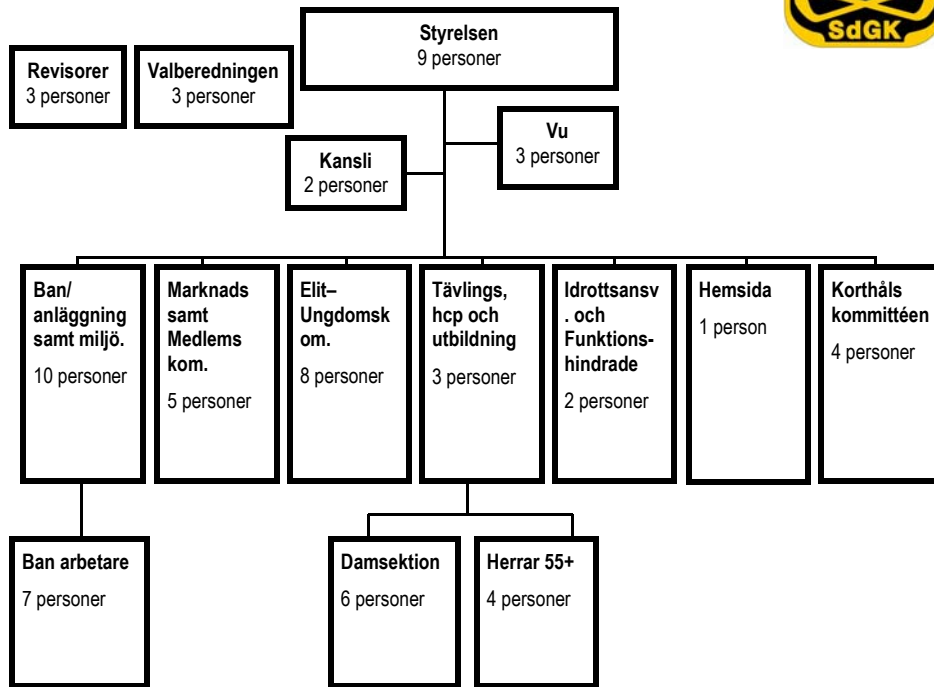 SdGK
Styrelsen
9 personer
Revisorer
3 personer
Valberedningen
3 personer
Vu
3 personer
Kansli
2 personer
Ban/
anläggning
samt miljö.
10 personer
Marknads
samt
Medlems
kom.
5 personer
Elit–
Ungdomsk
om.
8 personer
Tävlings,
hcp och
utbildning
3 personer
Idrottsansv
. och
Funktions-
hindrade
2 personer
Hemsida
1 person
Korthåls
kommittéen
4 personer
Ban arbetare
7 personer
Damsektion
6 personer
Herrar 55+
4 personer